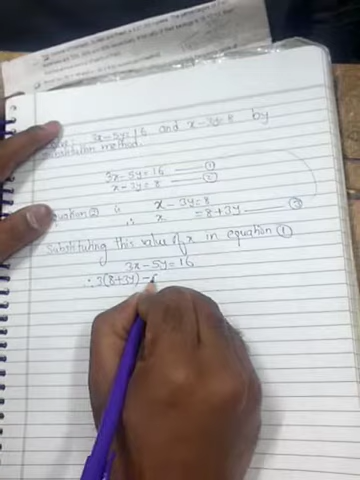 Solve : 3x-5y=16 and x-3y=8 by
substitution method.
3x-5y=16 —— ①
x-3y=8 —— ②
Equation ② is x - 3y=8
∴ x = 8+3y —— ③
Substituting this value of x in equation ①
3x-5y=16
∴ 3(8+3y) -